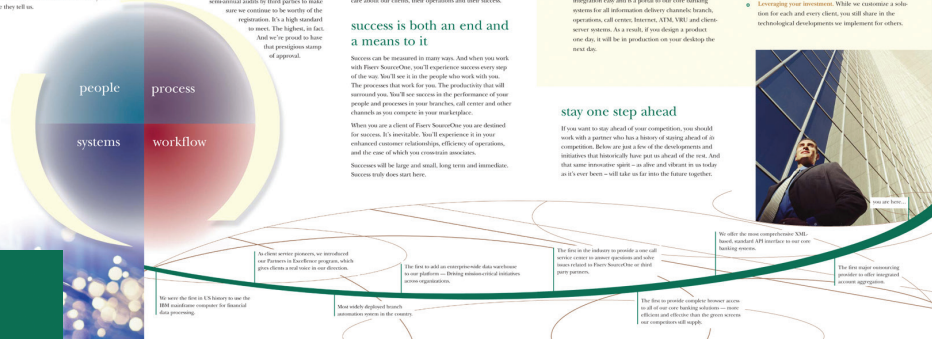 e they tell us.
semi-annual audits by third parties to make
sure we continue to be worthy of the
registration. It's a high standard
to meet. The highest, in fact.
And we're proud to have
that prestigious stamp
of approval.
people
process
systems
workflow
care about our clients, their operations and their success.
success is both an end and
a means to it
Success can be measured in many ways. And when you work
with Fiserv SourceOne, you'll experience success every step
of the way. You'll see it in the people who work with you.
The processes that work for you. The productivity that will
surround you. You'll see success in the performance of your
people and processes in your branches, call center and other
channels as you compete in your marketplace.
When you are a client of Fiserv SourceOne you are destined
for success. It's inevitable. You'll experience it in your
enhanced customer relationships, efficiency of operations,
and the ease of which you crosstrain associates.
Successes will be large and small, long term and immediate.
Success truly does start here.
integration easily and is a portal to our core banking
systems for all information delivery channels: branch,
operations, call center, Internet, ATM, VRU and client-
server systems. As a result, if you design a product
one day, it will be in production on your desktop the
next day.
Leveraging your investment. While we customize a solu-
tion for each and every client, you still share in the
technological developments we implement for others.
stay one step ahead
If you want to stay ahead of your competition, you should
work with a partner who has a history of staying ahead of its
competition. Below are just a few of the developments and
initiatives that historically have put us ahead of the rest. And
that same innovative spirit – as alive and vibrant in us today
as it's ever been – will take us far into the future together.
you are here...
We were the first in US history to use the
IBM mainframe computer for financial
data processing.
As client service pioneers, we introduced
our Partners in Excellence program, which
gives clients a real voice in our direction.
Most widely deployed branch
automation system in the country.
The first to add an enterprise-wide data warehouse
to our platform — Driving mission-critical initiatives
across organizations.
The first in the industry to provide a one call
service center to answer questions and solve
issues related to Fiserv SourceOne or third
party partners.
The first to provide complete browser access
to all of our core banking solutions — more
efficient and effective than the green screens
our competitors still supply.
We offer the most comprehensive XML-
based, standard API interface to our core
banking systems.
The first major outsourcing
provider to offer integrated
account aggregation.